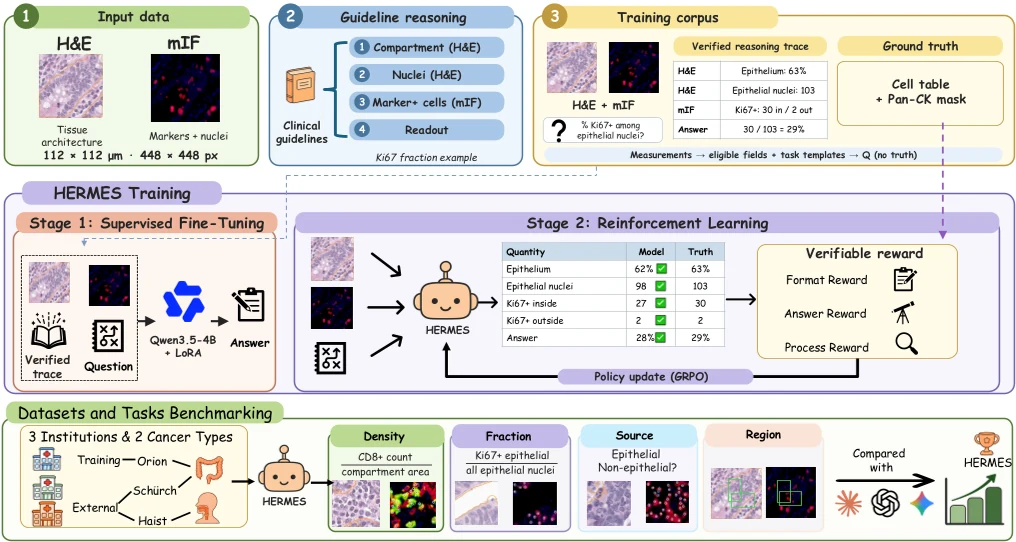 1
Input data
H&E
mIF
Tissue
architecture
Markers + nuclei
112 × 112 µm · 448 × 448 px
2
Guideline reasoning
Clinical
guidelines
1 Compartment (H&E)
2 Nuclei (H&E)
3 Marker+ cells (mIF)
4 Readout
Ki67 fraction example
3
Training corpus
H&E + mIF
? % Ki67+ among
epithelial nuclei?
Verified reasoning trace
H&E Epithelium: 63%
H&E Epithelial nuclei: 103
mIF Ki67+: 30 in / 2 out
Answer 30 / 103 = 29%
Ground truth
Cell table
+ Pan-CK mask
Measurements → eligible fields + task templates → Q (no truth)
HERMES Training
Stage 1: Supervised Fine-Tuning
Verified
trace
Question
Qwen3.5-4B
+ LoRA
Answer
Stage 2: Reinforcement Learning
HERMES
Quantity Model Truth
Epithelium 62% ✅ 63%
Epithelial nuclei 98 ✅ 103
Ki67+ inside 27 ✅ 30
Ki67+ outside 2 ✅ 2
Answer 28% ✅ 29%
Verifiable reward
Format Reward
Answer Reward
Process Reward
Policy update (GRPO)
Datasets and Tasks Benchmarking
3 Institutions & 2 Cancer Types
Training
Orion
Schürch
External
Haist
HERMES
Density
CD8+ count
compartment area
Fraction
Ki67+ epithelial
all epithelial nuclei
Source
Epithelial
Non-epithelial?
Region
Compared
with
HERMES